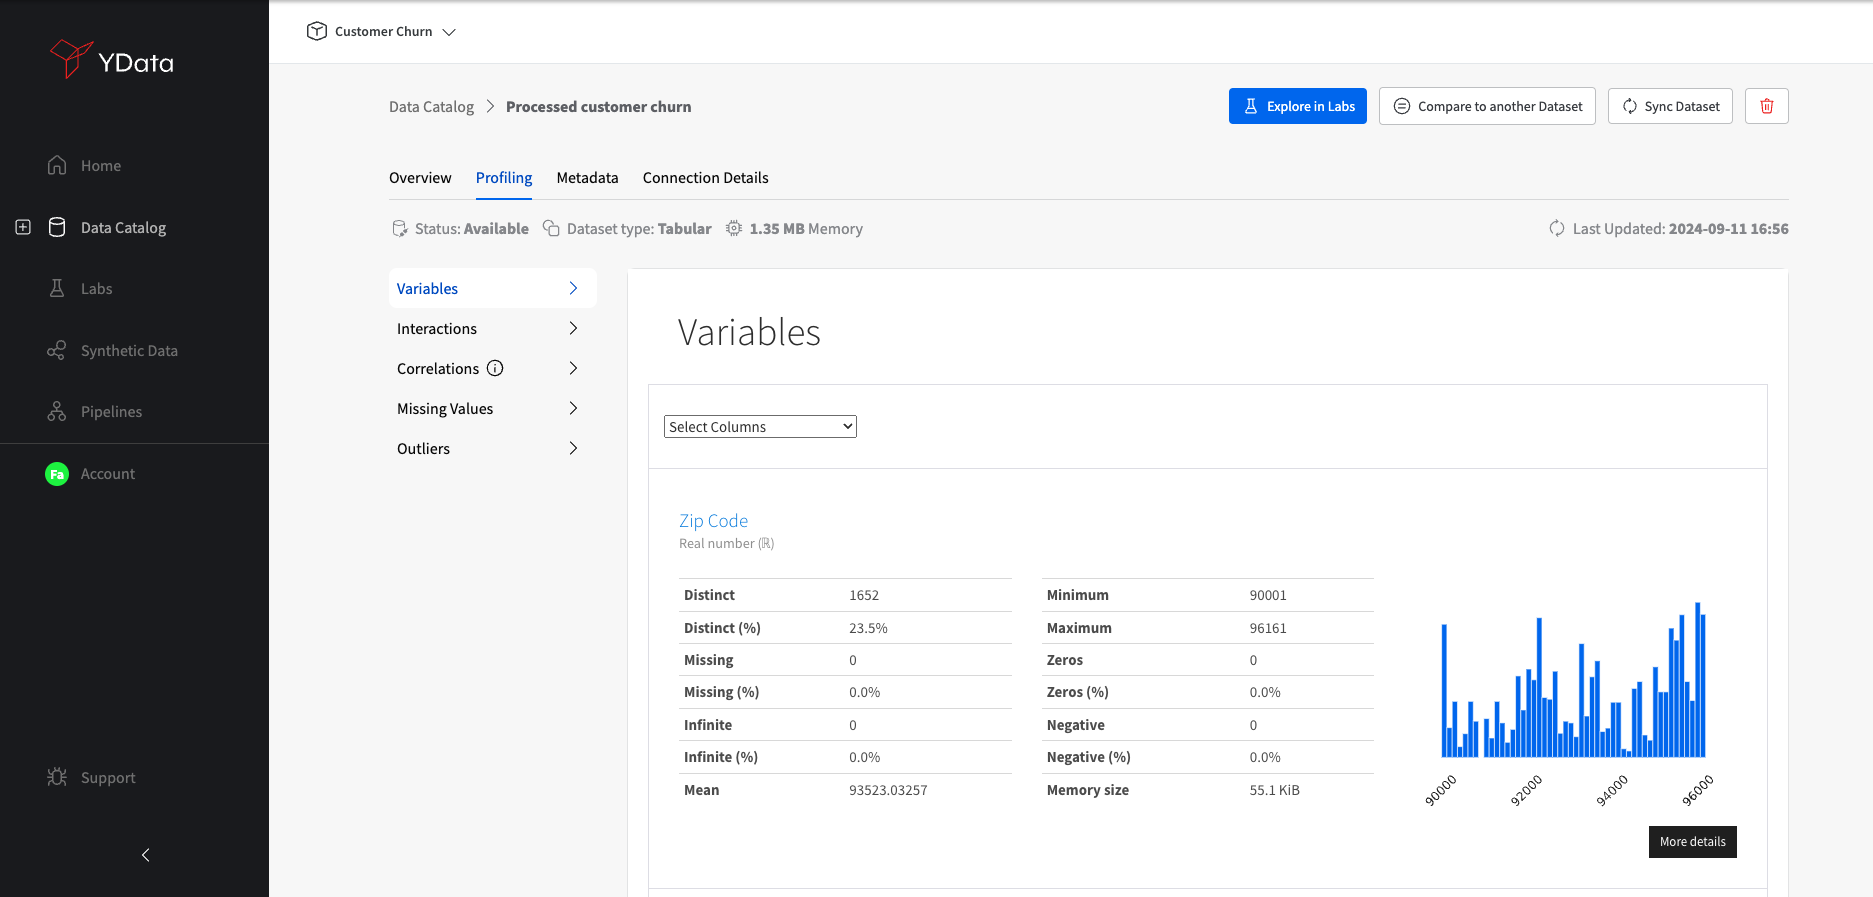 YData
Customer Churn
Data Catalog > Processed customer churn
Explore in Labs
Compare to another Dataset
Sync Dataset
Home
Data Catalog
Labs
Synthetic Data
Pipelines
Fa Account
Support
Overview Profiling Metadata Connection Details
Status: Available Dataset type: Tabular 1.35 MB Memory
Last Updated: 2024-09-11 16:56
Variables
Interactions
Correlations
Missing Values
Outliers
Variables
Select Columns
Zip Code
Real number (ℝ)
Distinct 1652
Distinct (%) 23.5%
Missing 0
Missing (%) 0.0%
Infinite 0
Infinite (%) 0.0%
Mean 93523.03257
Minimum 90001
Maximum 96161
Zeros 0
Zeros (%) 0.0%
Negative 0
Negative (%) 0.0%
Memory size 55.1 KiB
90000 92000 94000 96000
More details